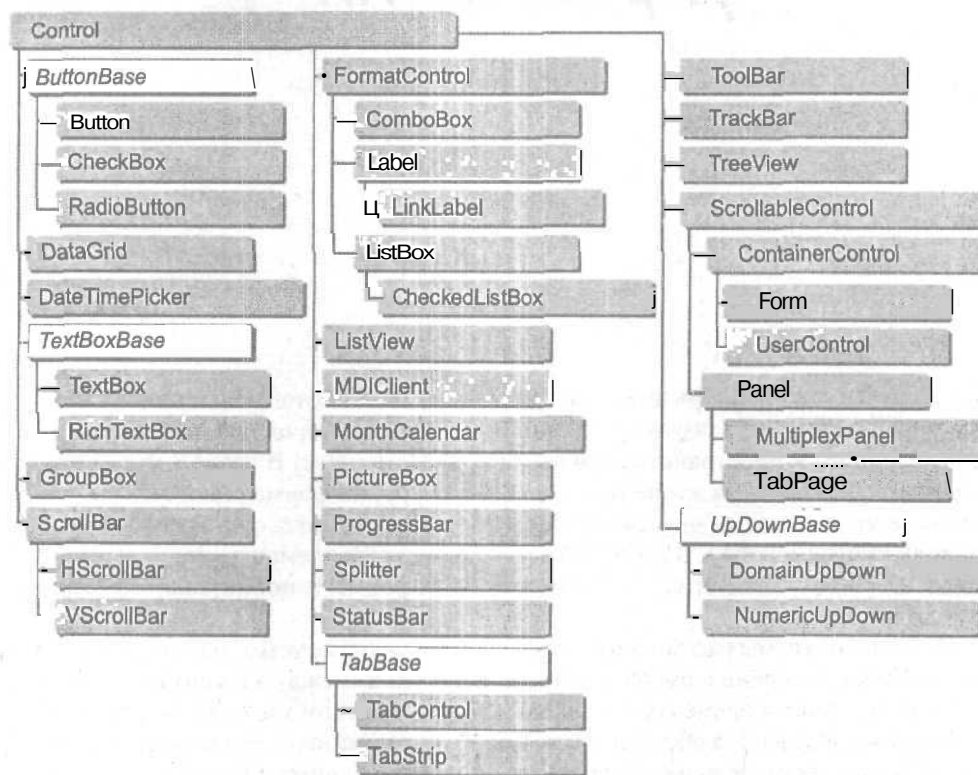 Control
ButtonBase
Button
CheckBox
RadioButton
DataGrid
DateTimePicker
TextBoxBase
TextBox
RichTextBox
GroupBox
ScrollBar
HScrollBar
VScrollBar
FormatControl
ComboBox
Label
LinkLabel
ListBox
CheckedListBox
ListView
MDIClient
MonthCalendar
PictureBox
ProgressBar
Splitter
StatusBar
TabBase
TabControl
TabStrip
ToolBar
TrackBar
TreeView
ScrollableControl
ContainerControl
Form
UserControl
Panel
MultiplexPanel
TabPage
UpDownBase
DomainUpDown
NumericUpDown